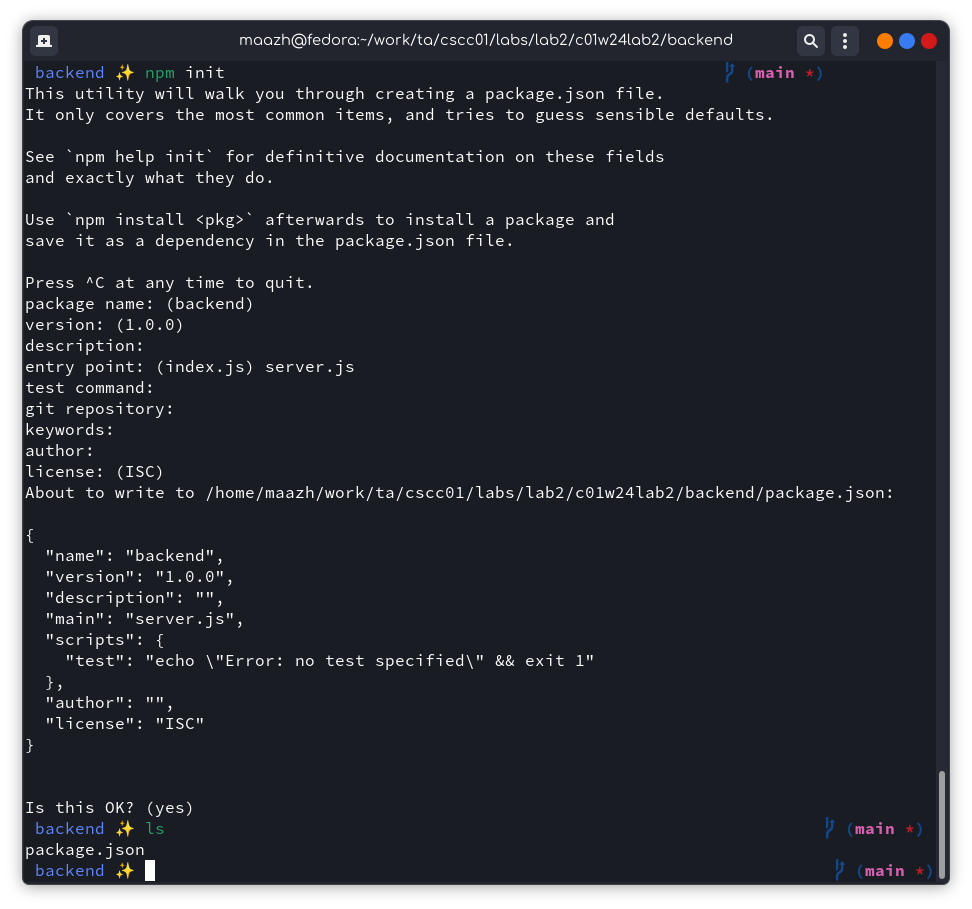 maazh@fedora:~/work/ta/cscc01/labs/lab2/c01w24lab2/backend
backend ✨ npm init (main *)
This utility will walk you through creating a package.json file.
It only covers the most common items, and tries to guess sensible defaults.
See `npm help init` for definitive documentation on these fields
and exactly what they do.
Use `npm install <pkg>` afterwards to install a package and
save it as a dependency in the package.json file.
Press ^C at any time to quit.
package name: (backend)
version: (1.0.0)
description:
entry point: (index.js) server.js
test command:
git repository:
keywords:
author:
license: (ISC)
About to write to /home/maazh/work/ta/cscc01/labs/lab2/c01w24lab2/backend/package.json:
{
  "name": "backend",
  "version": "1.0.0",
  "description": "",
  "main": "server.js",
  "scripts": {
    "test": "echo \"Error: no test specified\" && exit 1"
  },
  "author": "",
  "license": "ISC"
}
Is this OK? (yes)
backend ✨ ls (main *)
package.json
backend ✨ (main *)